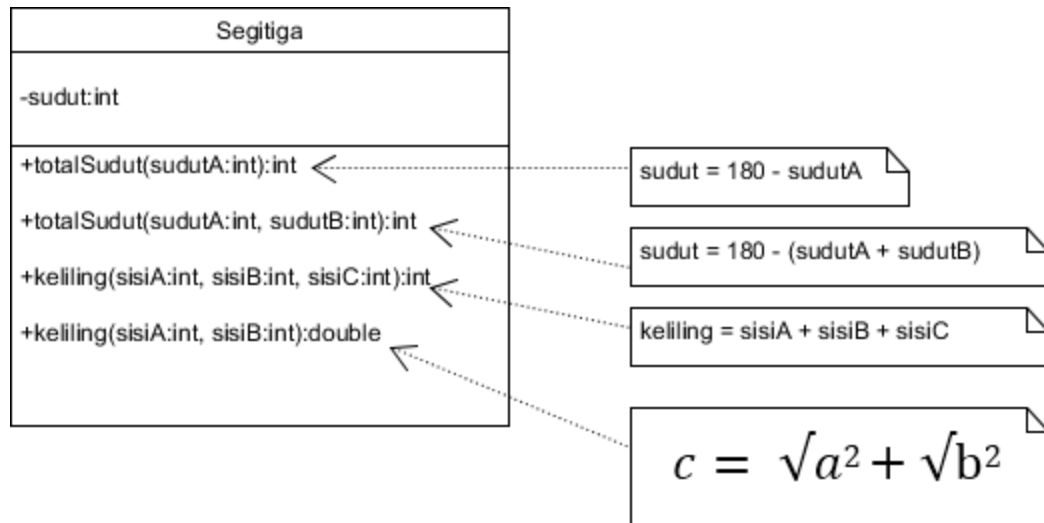 Segitiga
-sudut:int
+totalSudut(sudutA:int):int
+totalSudut(sudutA:int, sudutB:int):int
+keliling(sisiA:int, sisiB:int, sisiC:int):int
+keliling(sisiA:int, sisiB:int):double
sudut = 180 - sudutA
sudut = 180 - (sudutA + sudutB)
keliling = sisiA + sisiB + sisiC
c = √a² + √b²